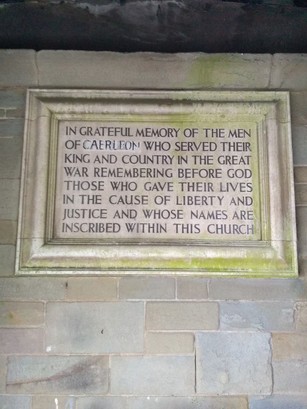 IN GRATEFUL MEMORY OF THE MEN
OF CAERLEON WHO SERVED THEIR
KING AND COUNTRY IN THE GREAT
WAR REMEMBERING BEFORE GOD
THOSE WHO GAVE THEIR LIVES
IN THE CAUSE OF LIBERTY AND
JUSTICE AND WHOSE NAMES ARE
INSCRIBED WITHIN THIS CHURCH